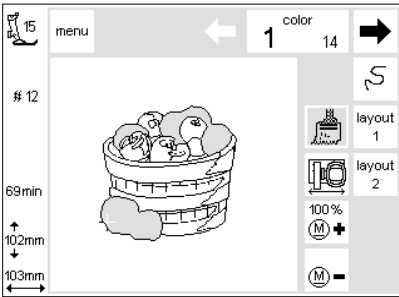 15
menu
color
1 14
# 12
layout
1
layout
2
69min
100%
M +
102mm
M -
103mm